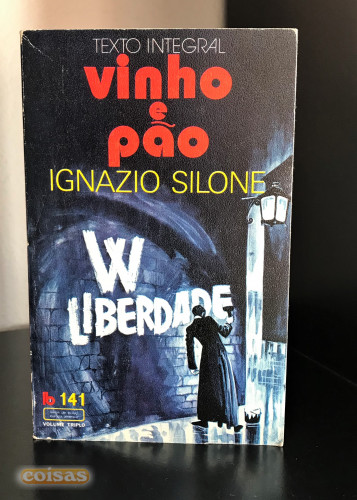 TEXTO INTEGRAL
vinho
e
pão
IGNAZIO SILONE
W
LIBERDADE
b 141
VOLUME TRIPLO
coisas